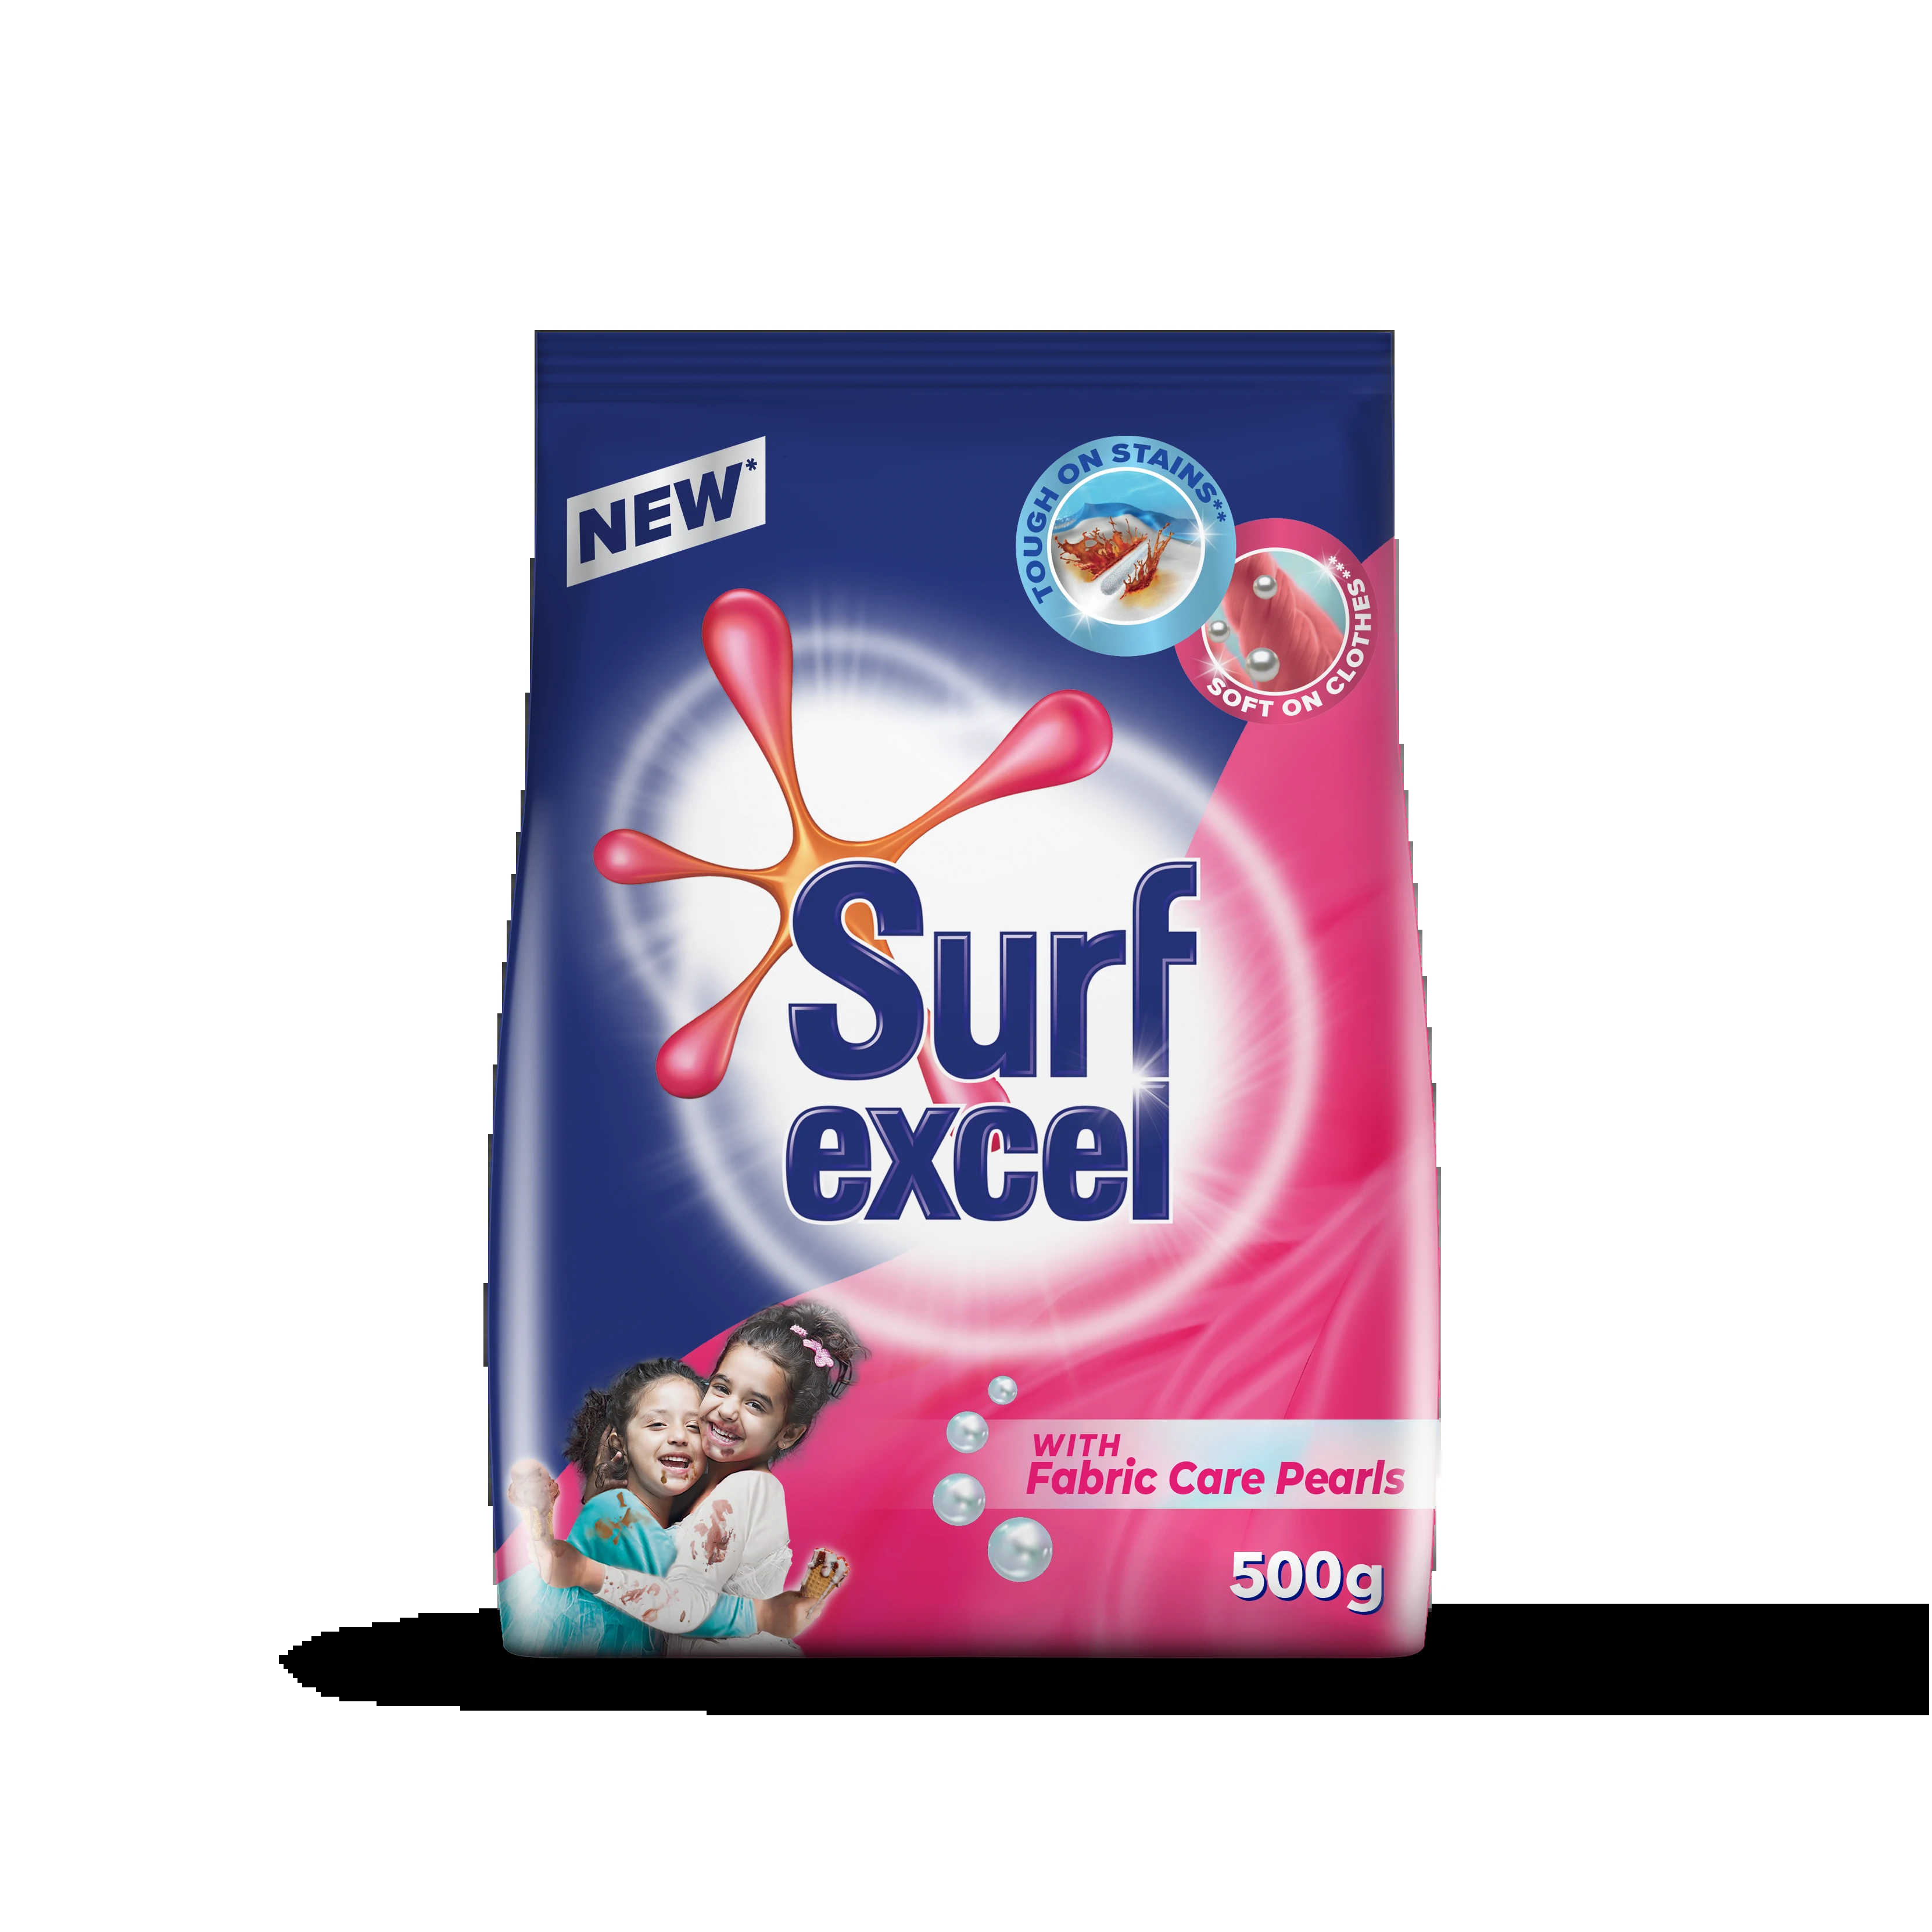 NEW*
TOUGH ON STAINS**
SOFT ON CLOTHES***
Surf
excel
WITH
Fabric Care Pearls
500g